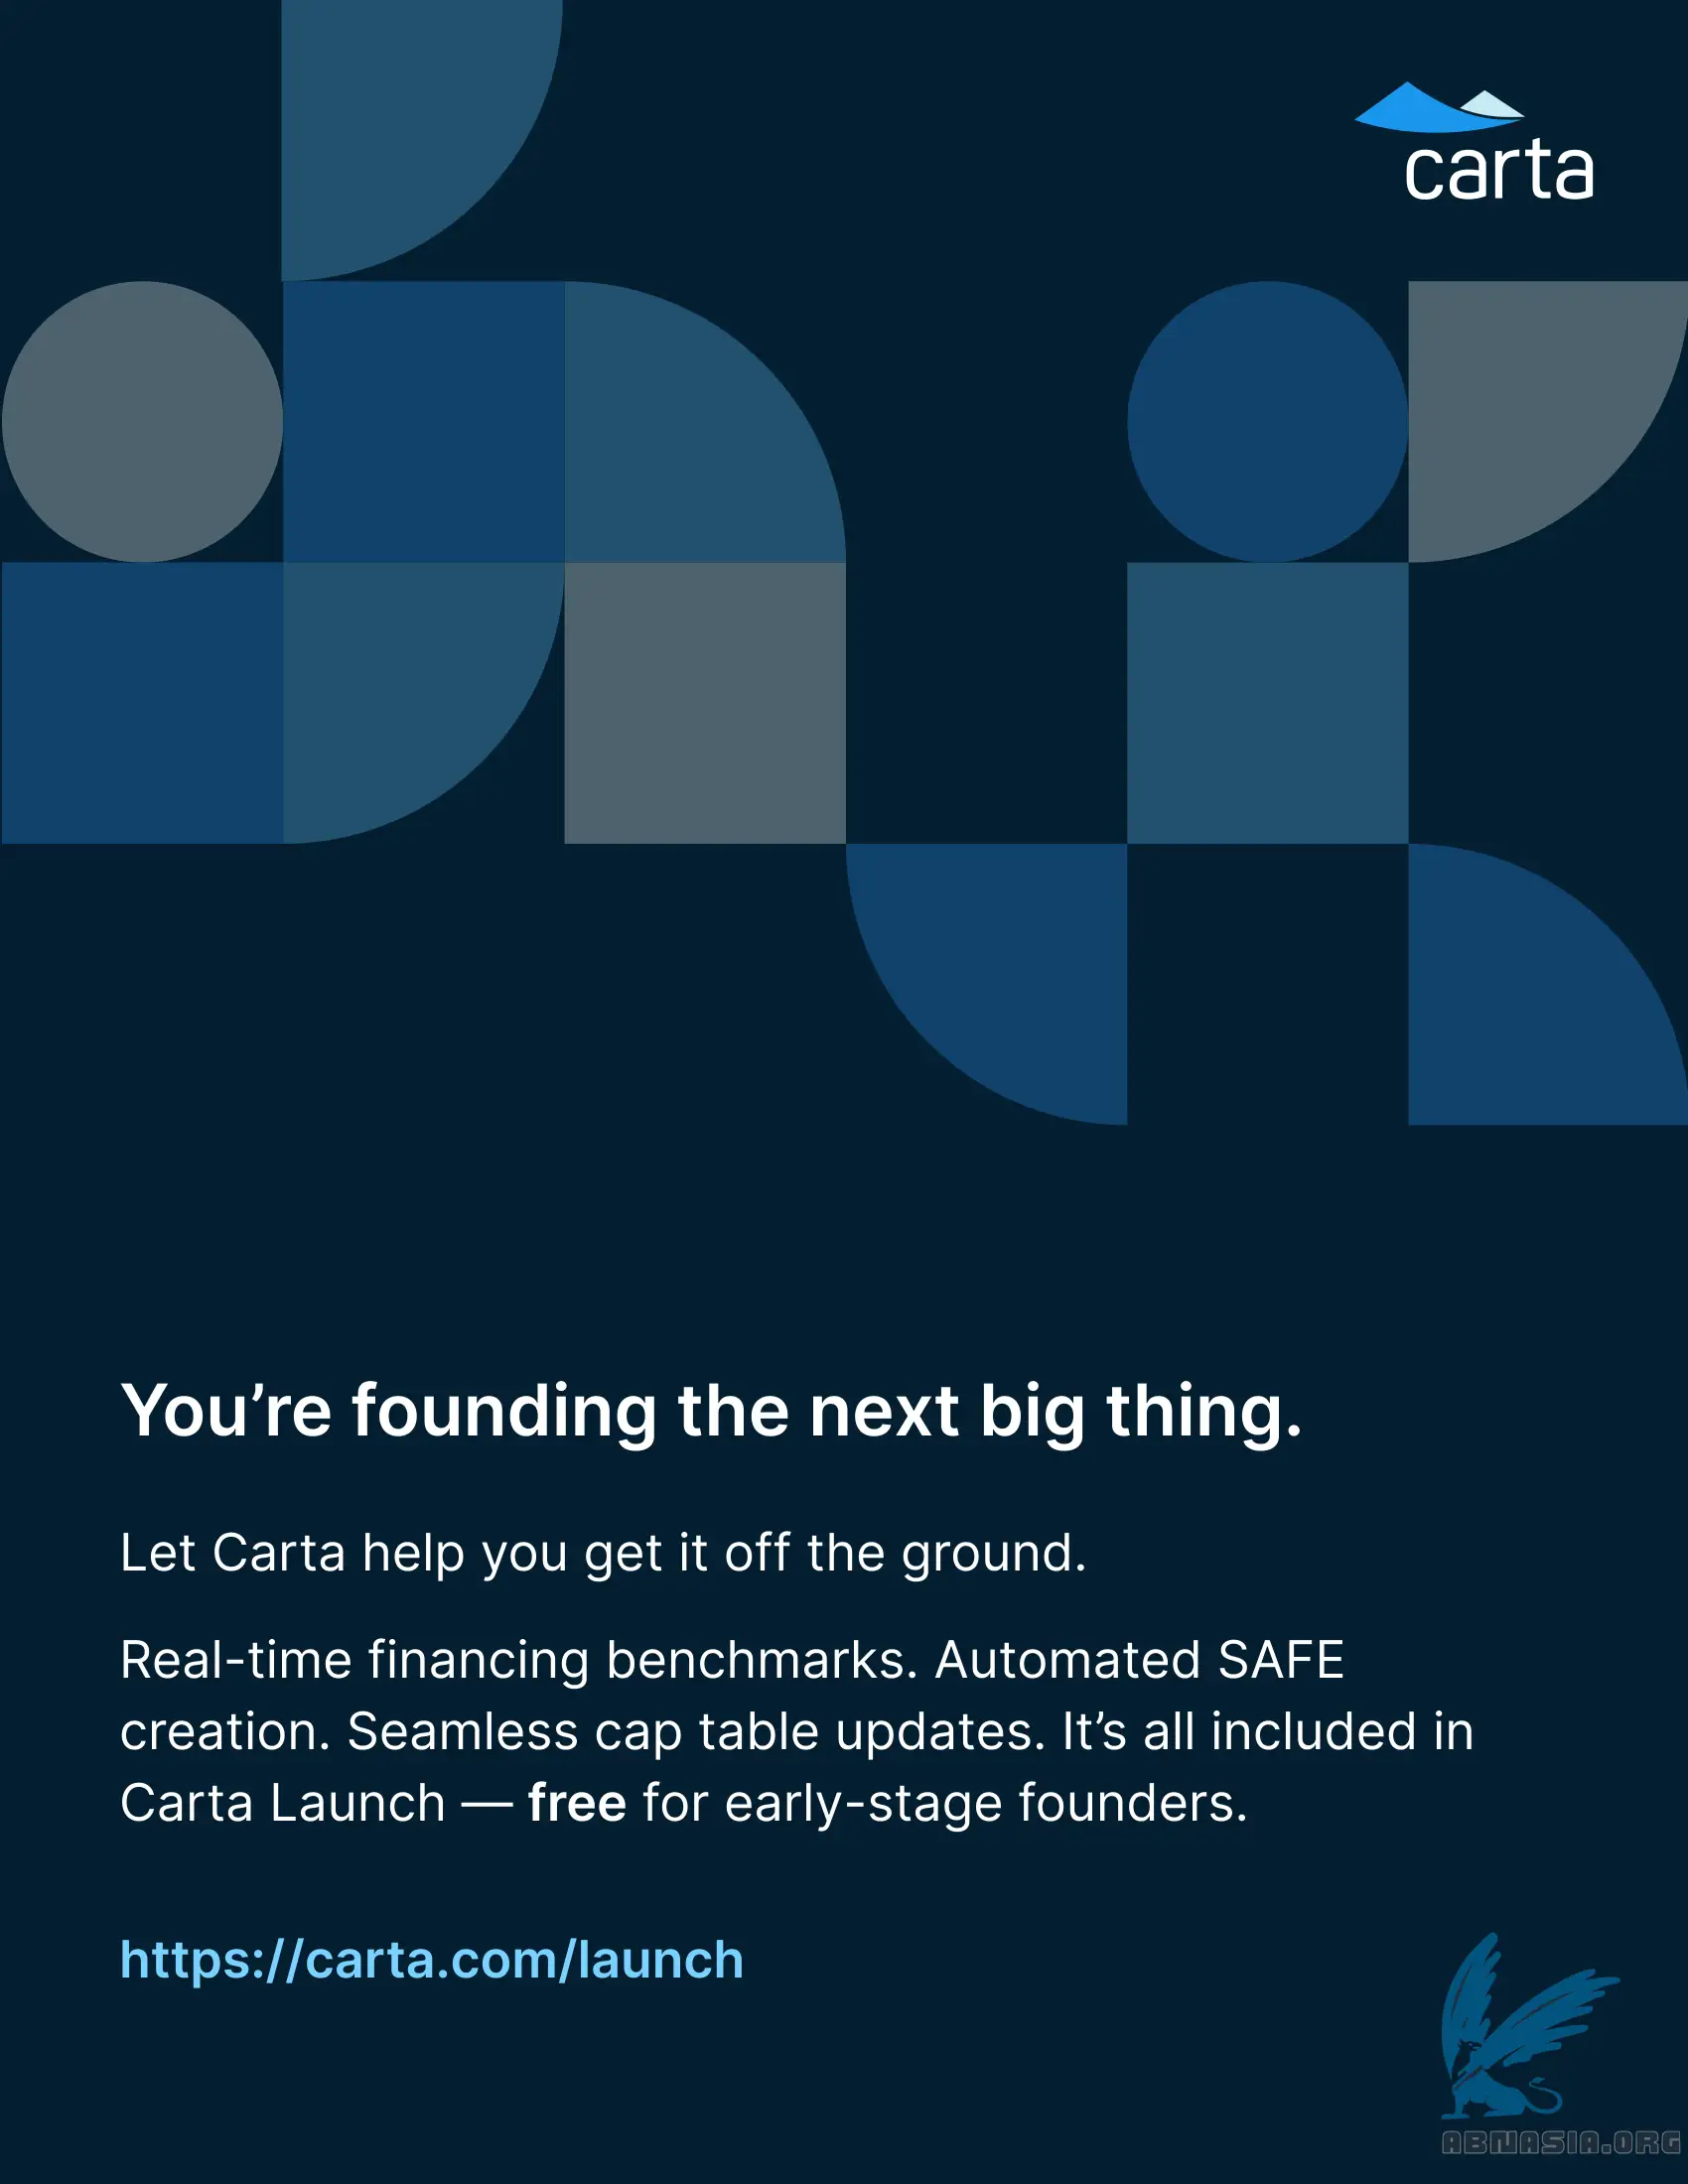 carta
You’re founding the next big thing.
Let Carta help you get it off the ground.
Real-time financing benchmarks. Automated SAFE
creation. Seamless cap table updates. It’s all included in
Carta Launch — free for early-stage founders.
https://carta.com/launch
ABNASIA.ORG